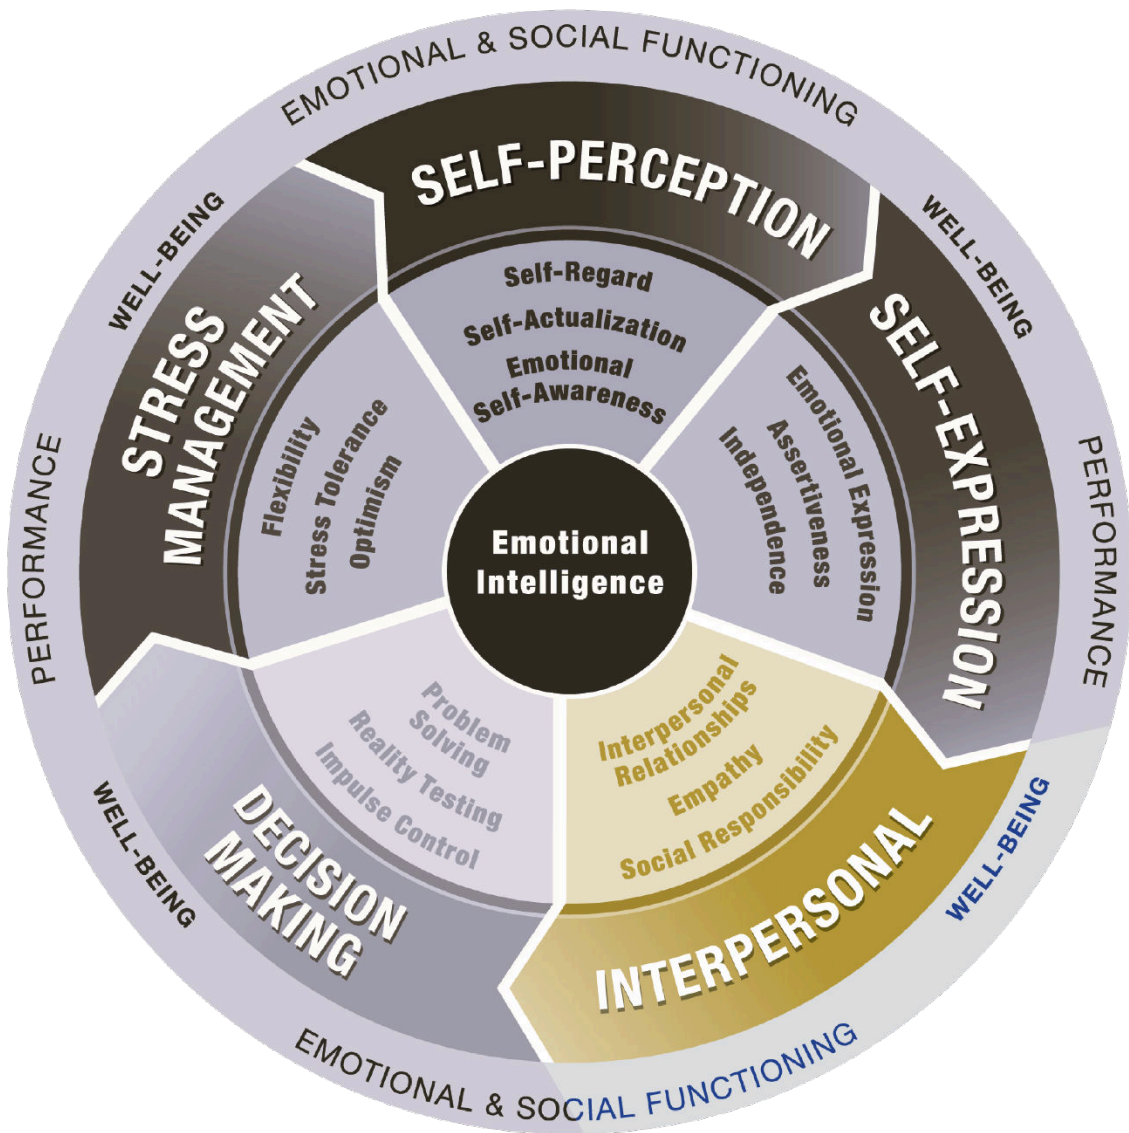 EMOTIONAL & SOCIAL FUNCTIONING
WELL-BEING
WELL-BEING
PERFORMANCE
PERFORMANCE
SELF-PERCEPTION
Self-Regard
Self-Actualization
Emotional
Self-Awareness
SELF-EXPRESSION
Emotional Expression
Assertiveness
Independence
STRESS
MANAGEMENT
Flexibility
Stress Tolerance
Optimism
Emotional
Intelligence
INTERPERSONAL
Interpersonal
Relationships
Empathy
Social Responsibility
DECISION
MAKING
Problem
Solving
Reality Testing
Impulse Control
WELL-BEING
WELL-BEING
EMOTIONAL & SOCIAL FUNCTIONING